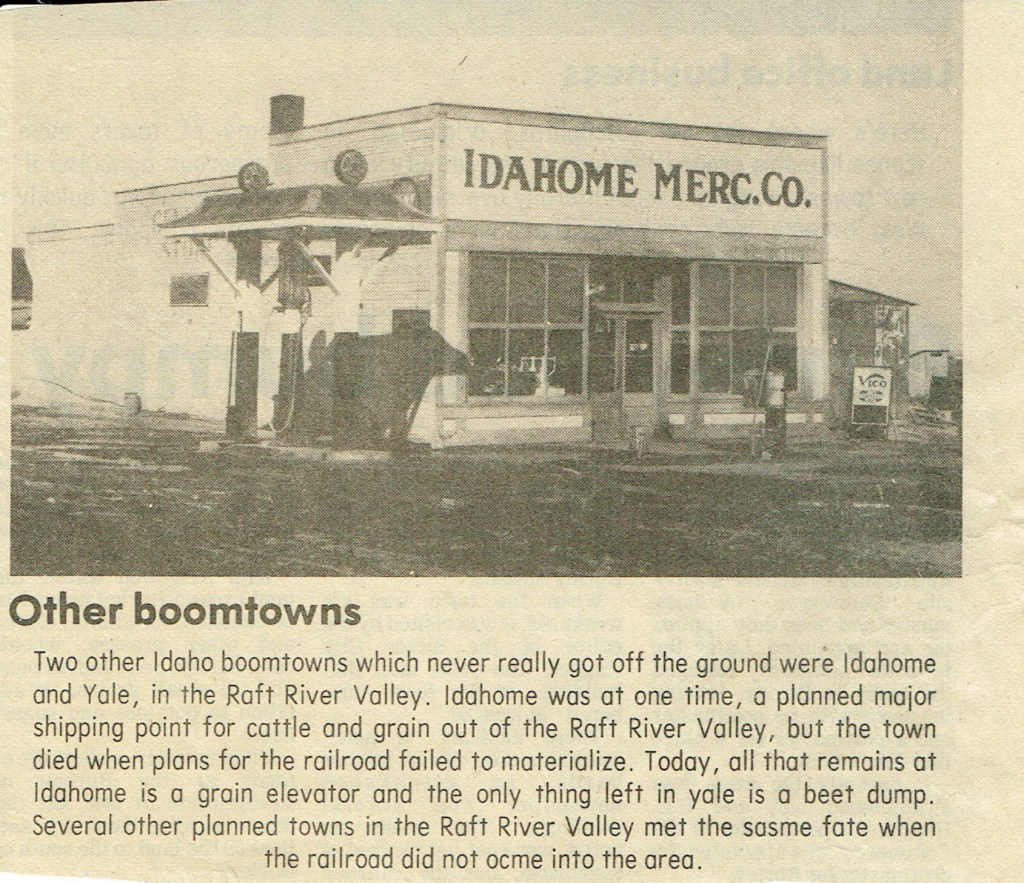 IDAHOME MERC.CO.
VICO
Other boomtowns
Two other Idaho boomtowns which never really got off the ground were Idahome
and Yale, in the Raft River Valley. Idahome was at one time, a planned major
shipping point for cattle and grain out of the Raft River Valley, but the town
died when plans for the railroad failed to materialize. Today, all that remains at
Idahome is a grain elevator and the only thing left in yale is a beet dump.
Several other planned towns in the Raft River Valley met the sasme fate when
the railroad did not ocme into the area.